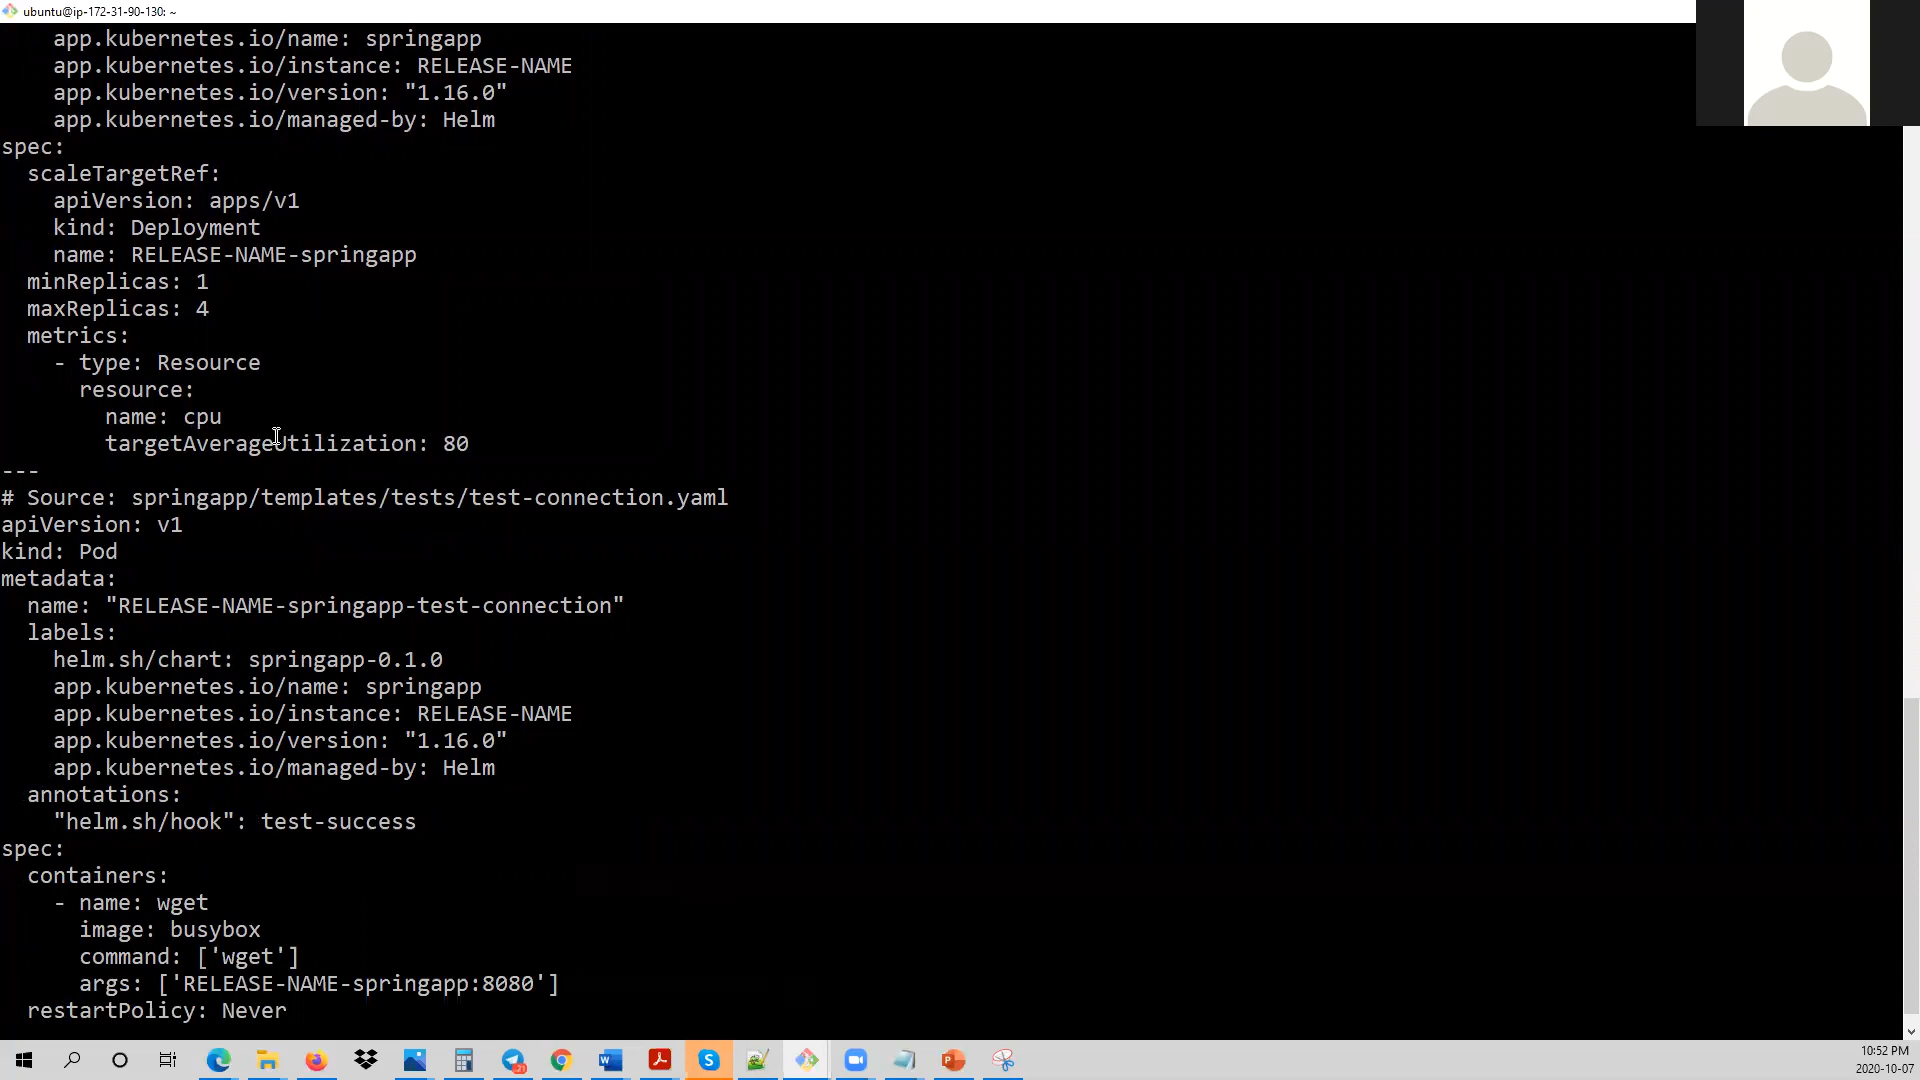 ubuntu@ip-172-31-90-130: ~
app.kubernetes.io/name: springapp
app.kubernetes.io/instance: RELEASE-NAME
app.kubernetes.io/version: "1.16.0"
app.kubernetes.io/managed-by: Helm
spec:
scaleTargetRef:
apiVersion: apps/v1
kind: Deployment
name: RELEASE-NAME-springapp
minReplicas: 1
maxReplicas: 4
metrics:
- type: Resource
resource:
name: cpu
targetAverageUtilization: 80
---
# Source: springapp/templates/tests/test-connection.yaml
apiVersion: v1
kind: Pod
metadata:
name: "RELEASE-NAME-springapp-test-connection"
labels:
helm.sh/chart: springapp-0.1.0
app.kubernetes.io/name: springapp
app.kubernetes.io/instance: RELEASE-NAME
app.kubernetes.io/version: "1.16.0"
app.kubernetes.io/managed-by: Helm
annotations:
"helm.sh/hook": test-success
spec:
containers:
- name: wget
image: busybox
command: ['wget']
args: ['RELEASE-NAME-springapp:8080']
restartPolicy: Never
10:52 PM
2020-10-07